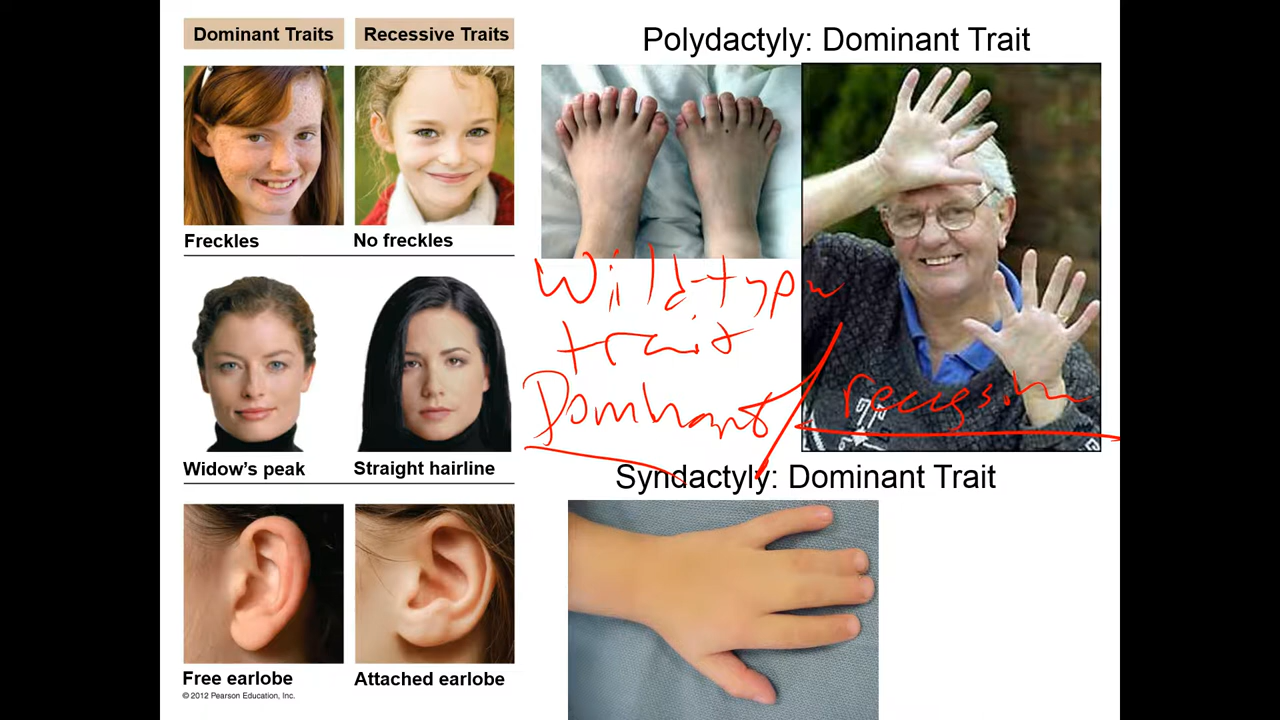 Dominant Traits
Recessive Traits
Freckles
No freckles
Widow's peak
Straight hairline
Free earlobe
Attached earlobe
© 2012 Pearson Education, Inc.
Polydactyly: Dominant Trait
Wild-type
trait
Dominant/
recessive
Syndactyly: Dominant Trait